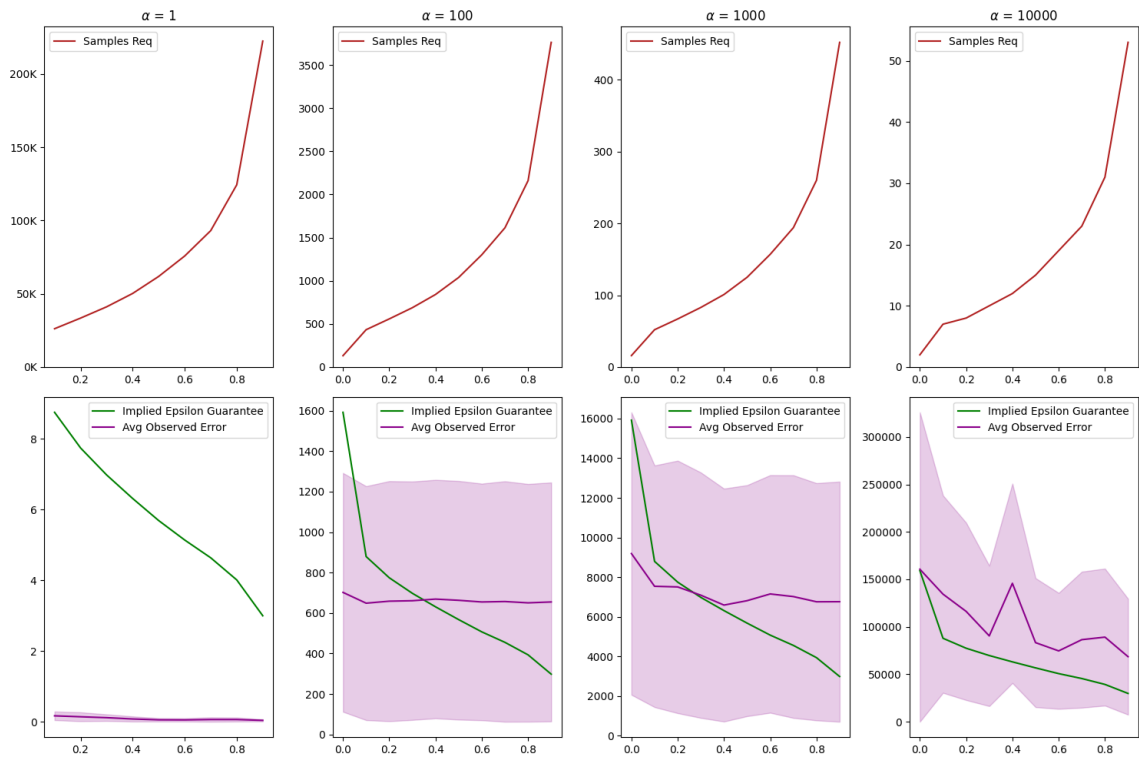 α = 1
Samples Req
200K
150K
100K
50K
0K
0.2 0.4 0.6 0.8
α = 100
Samples Req
3500
3000
2500
2000
1500
1000
500
0
0.0 0.2 0.4 0.6 0.8
α = 1000
Samples Req
400
300
200
100
0
0.0 0.2 0.4 0.6 0.8
α = 10000
Samples Req
50
40
30
20
10
0
0.0 0.2 0.4 0.6 0.8
Implied Epsilon Guarantee
Avg Observed Error
8
6
4
2
0
0.2 0.4 0.6 0.8
Implied Epsilon Guarantee
Avg Observed Error
1600
1400
1200
1000
800
600
400
200
0
0.0 0.2 0.4 0.6 0.8
Implied Epsilon Guarantee
Avg Observed Error
16000
14000
12000
10000
8000
6000
4000
2000
0
0.0 0.2 0.4 0.6 0.8
Implied Epsilon Guarantee
Avg Observed Error
300000
250000
200000
150000
100000
50000
0
0.0 0.2 0.4 0.6 0.8